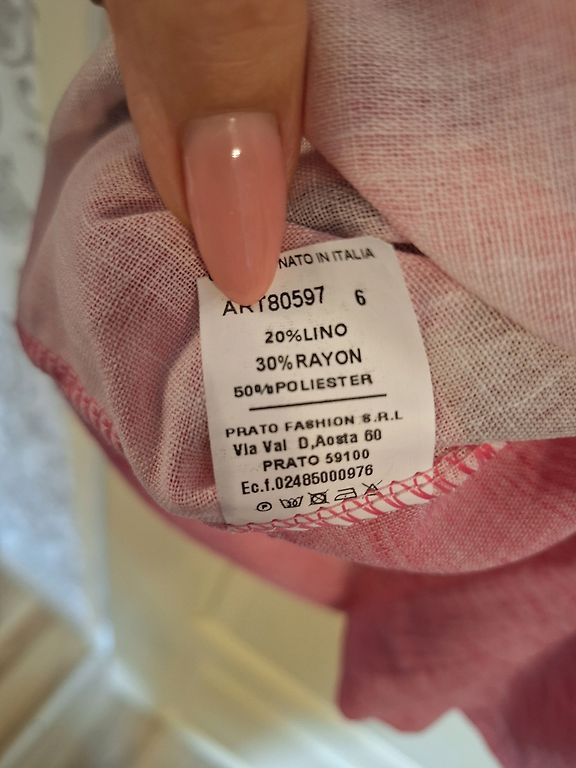 NATO IN ITALIA
ART80597 6
20%LINO
30%RAYON
50%POLIESTER
PRATO FASHION S.R.L
Via Val D,Aosta 60
PRATO 59100
Ec.f.02485000976